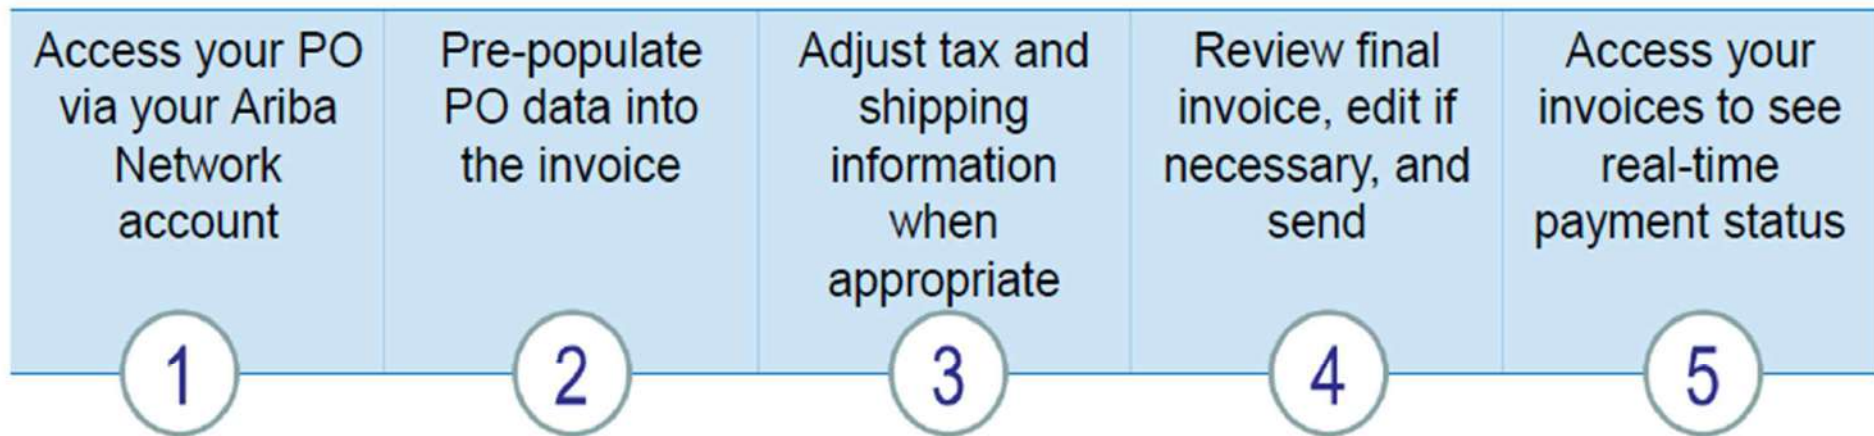 Access your PO
via your Ariba
Network
account
1
Pre-populate
PO data into
the invoice
2
Adjust tax and
shipping
information
when
appropriate
3
Review final
invoice, edit if
necessary, and
send
4
Access your
invoices to see
real-time
payment status
5